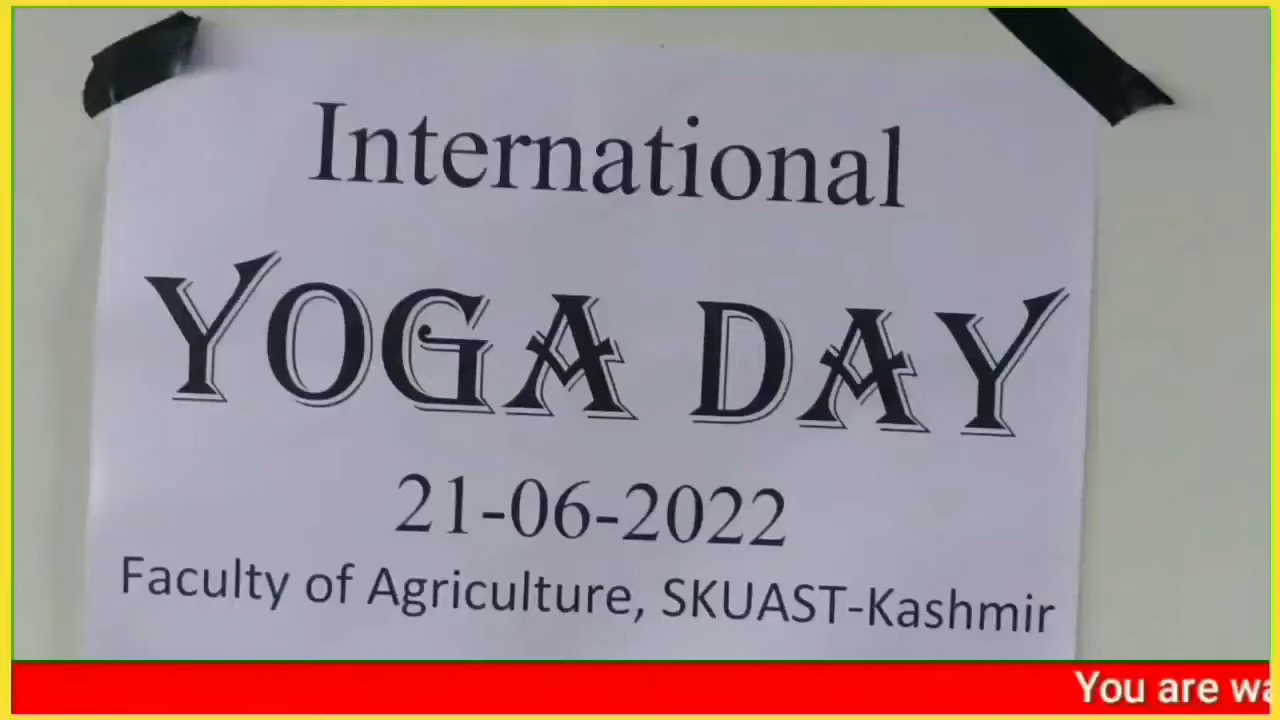 International
YOGA DAY
21-06-2022
Faculty of Agriculture, SKUAST-Kashmir
You are